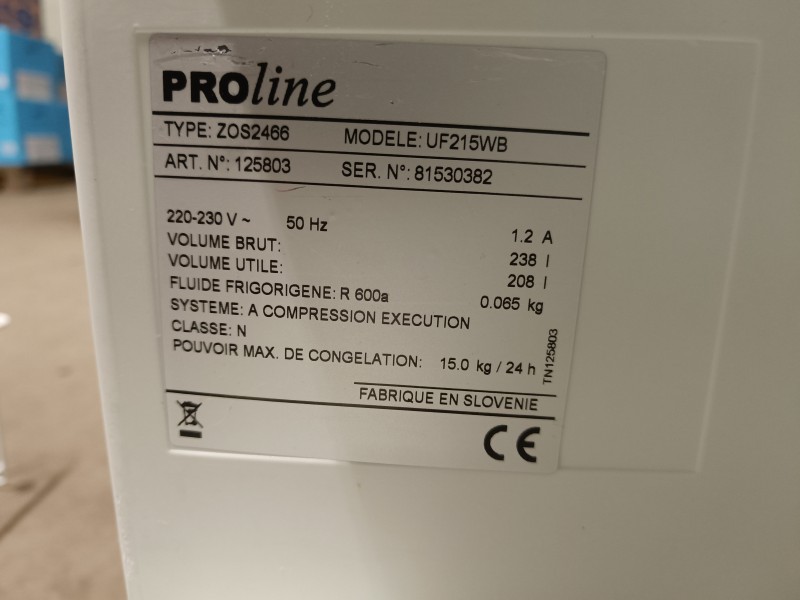 PROline
TYPE: ZOS2466 MODELE: UF215WB
ART. N°: 125803 SER. N°: 81530382
220-230 V ~ 50 Hz 1.2 A
VOLUME BRUT: 238 l
VOLUME UTILE: 208 l
FLUIDE FRIGORIGENE: R 600a 0.065 kg
SYSTEME: A COMPRESSION EXECUTION
CLASSE: N
POUVOIR MAX. DE CONGELATION: 15.0 kg / 24 h
TN125803
FABRIQUE EN SLOVENIE
CE